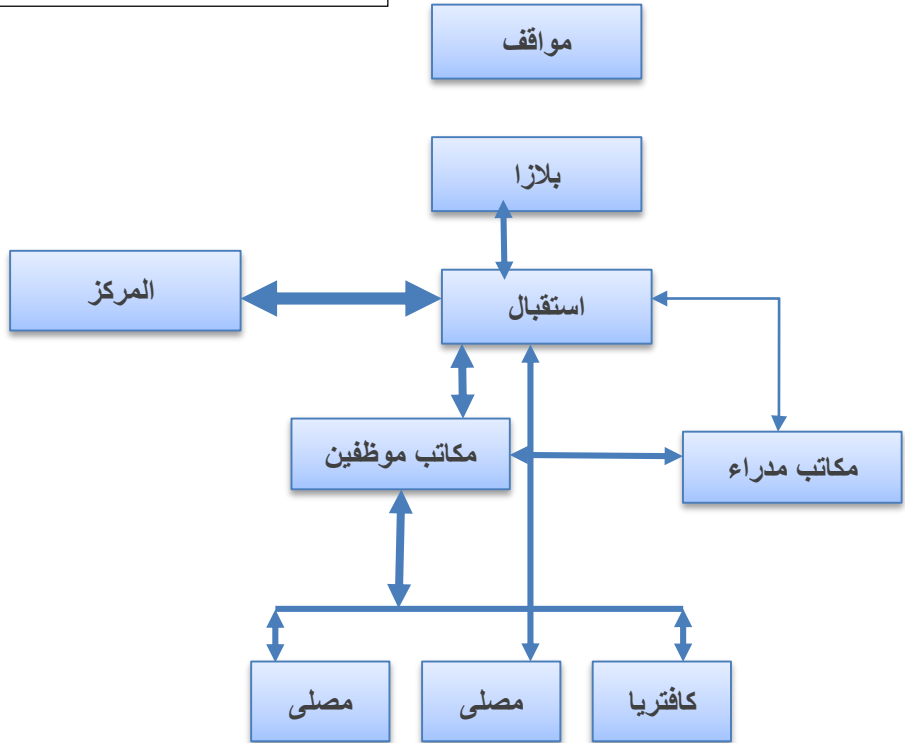 مواقف
بلازا
المركز
استقبال
مكاتب موظفين
مكاتب مدراء
مصلى
مصلى
كافتريا